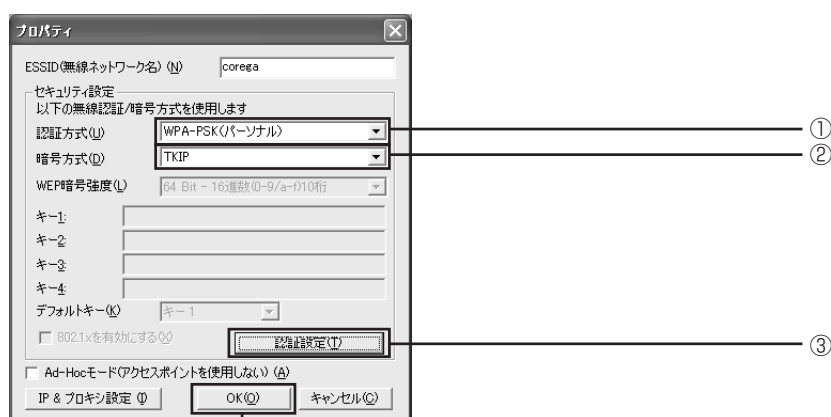 プロパティ
ESSID(無線ネットワーク名) (N) corega
セキュリティ設定
以下の無線認証/暗号方式を使用します
認証方式(U) WPA-PSK(パーソナル) ①
暗号方式(D) TKIP ②
WEP暗号強度(L) 64 Bit - 16進数(0-9/a-f)10桁
キー1:
キー2:
キー3:
キー4:
デフォルトキー(K) キー 1
802.1xを有効にする(X) 認証設定(T) ③
Ad-Hocモード(アクセスポイントを使用しない) (A)
IP & プロキシ設定 (I) OK(O) キャンセル(C)